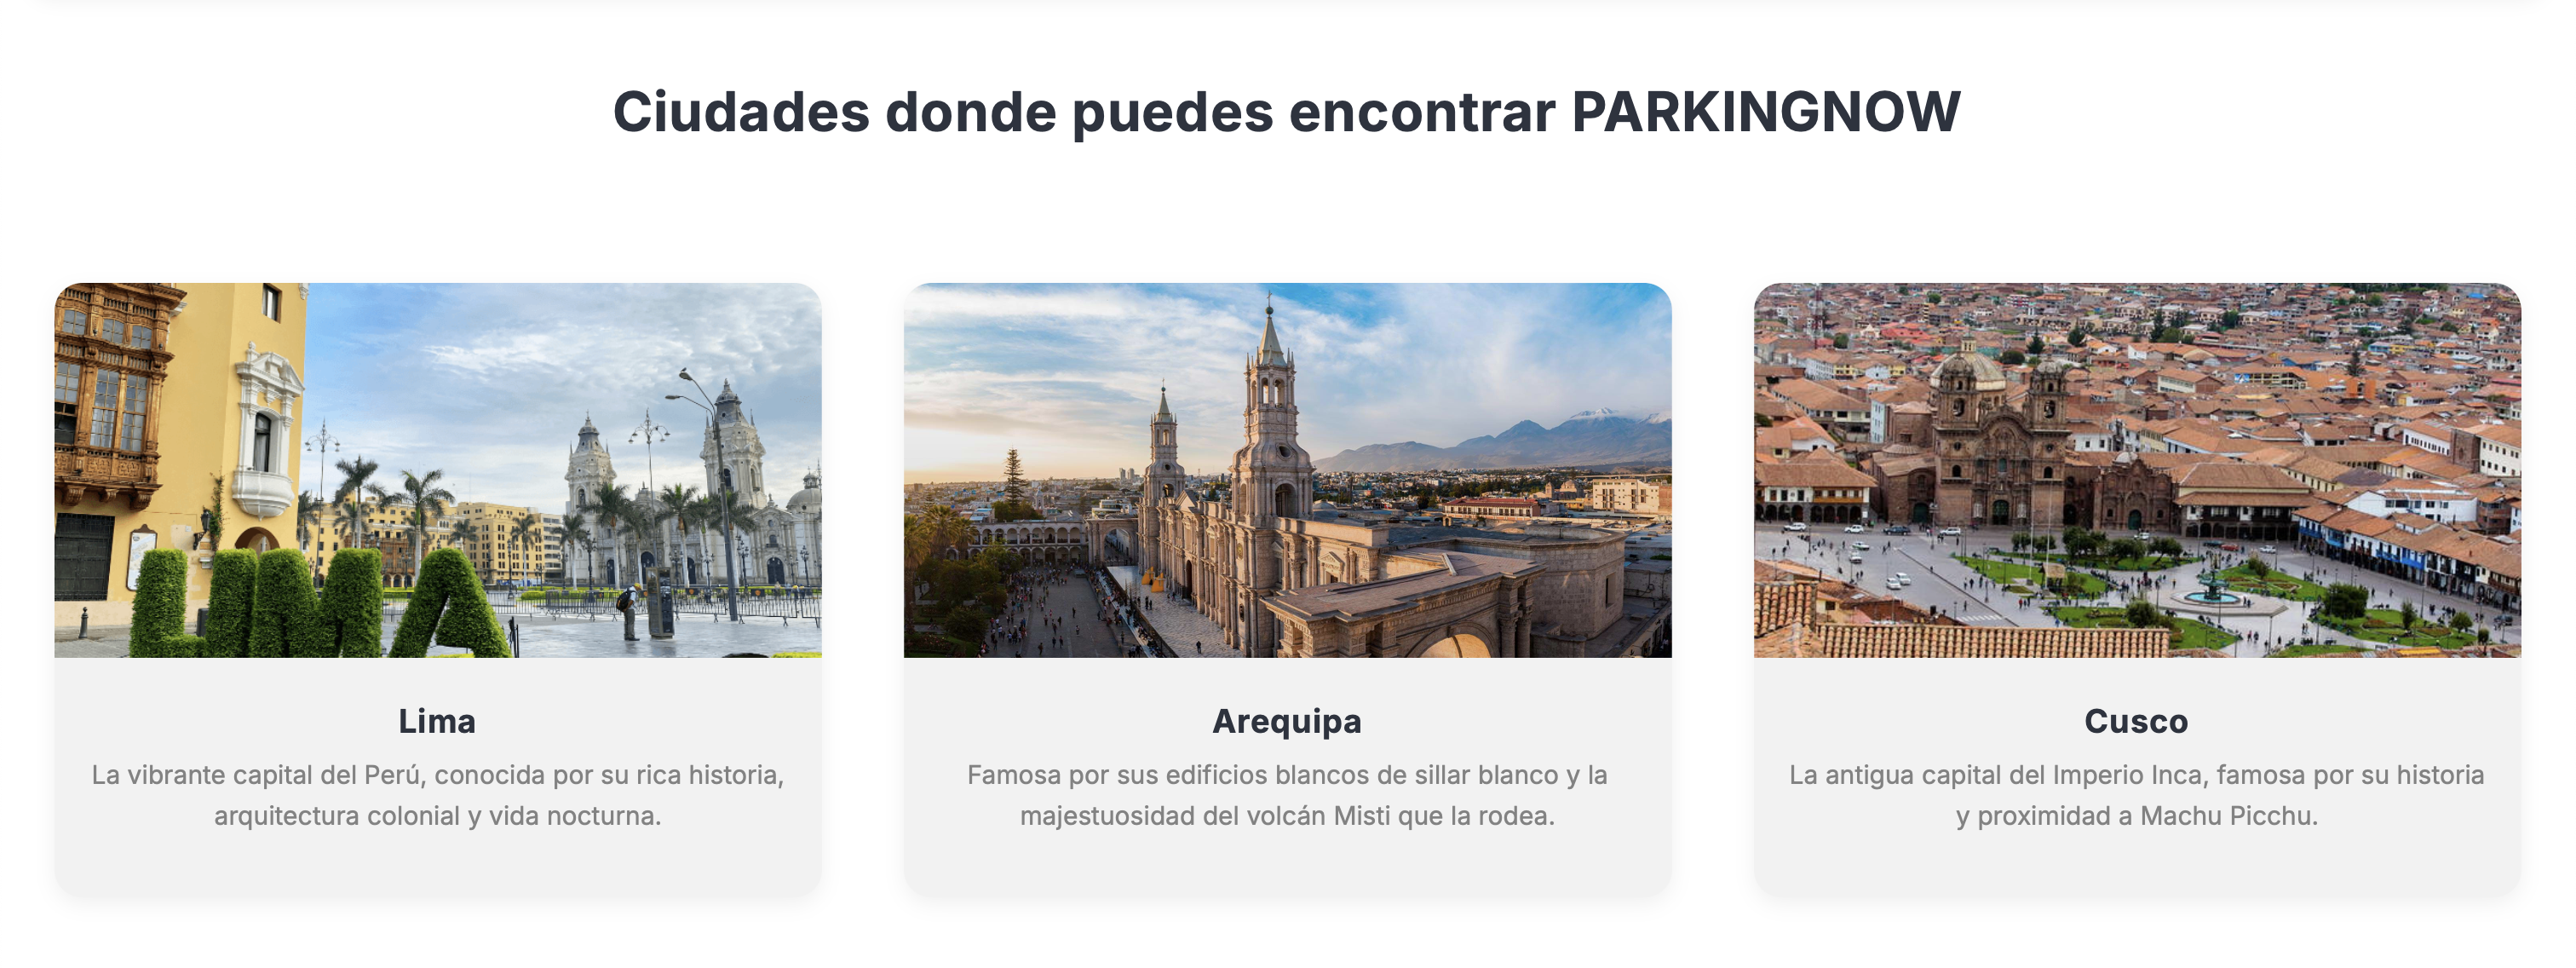 Ciudades donde puedes encontrar PARKINGNOW
LIMA
Lima
La vibrante capital del Perú, conocida por su rica historia,
arquitectura colonial y vida nocturna.
Arequipa
Famosa por sus edificios blancos de sillar blanco y la
majestuosidad del volcán Misti que la rodea.
Cusco
La antigua capital del Imperio Inca, famosa por su historia
y proximidad a Machu Picchu.